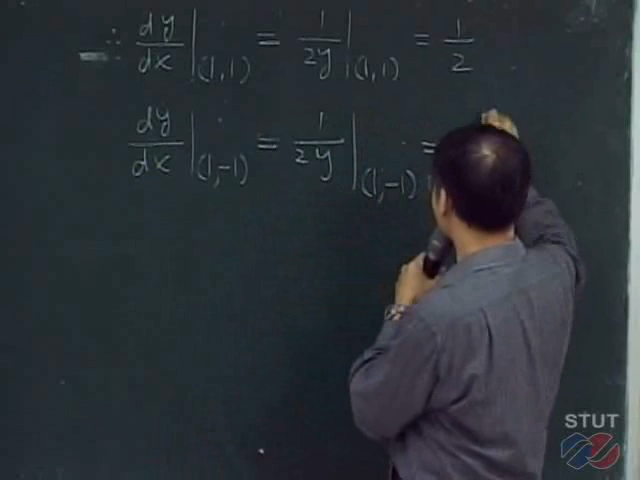 ∴ dy/dx |(1,1) = 1/2y |(1,1) = 1/2
dy/dx |(1,-1) = 1/2y |(1,-1) =
STUT